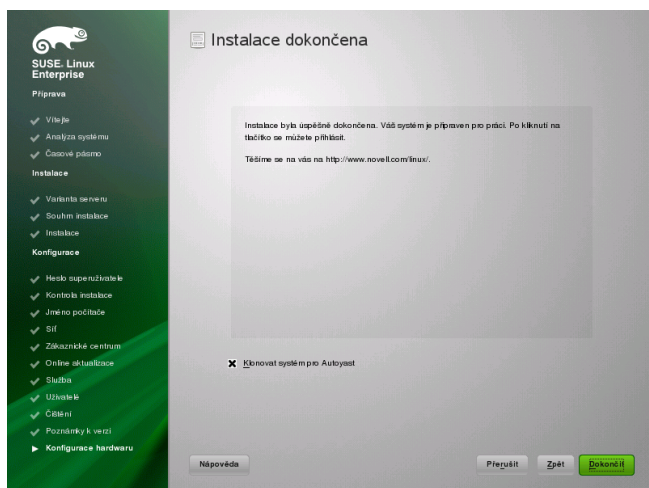 SUSE. Linux
Enterprise
Příprava
Vítejte
Analýza systému
Časové pásmo
Instalace
Varianta serveru
Souhrn instalace
Instalace
Konfigurace
Heslo superuživatele
Kontrola instalace
Jméno počítače
Síť
Zákaznické centrum
Online aktualizace
Služba
Uživatelé
Čištění
Poznámky k verzi
Konfigurace hardwaru
Instalace dokončena
Instalace byla úspěšně dokončena. Váš systém je připraven pro práci. Po kliknutí na
tlačítko se můžete přihlásit.
Těšíme se na vás na http://www.novell.com/linux/.
Klonovat systém pro Autoyast
Nápověda
Přerušit
Zpět
Dokončit